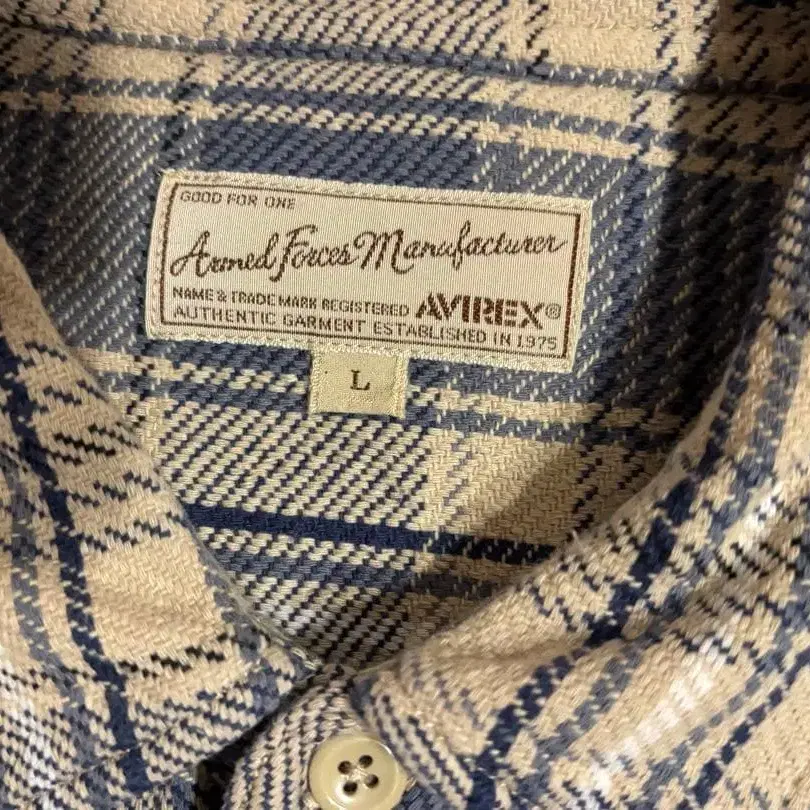 GOOD FOR ONE
Armed Forces Manufacturer
NAME & TRADE MARK REGISTERED AVIREX®
AUTHENTIC GARMENT ESTABLISHED IN 1975
L